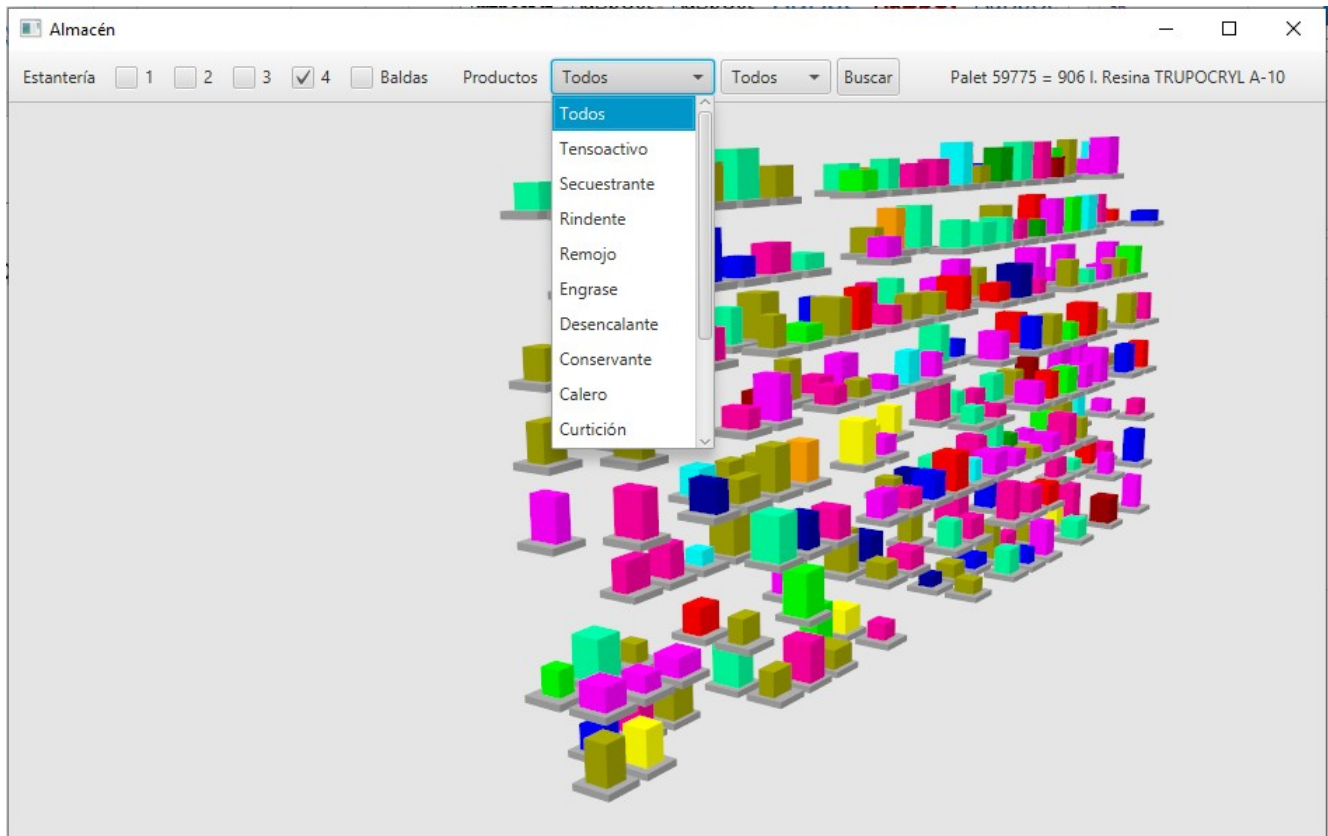 Almacén
Estantería 1 2 3 4 Baldas Productos Todos Todos Buscar Palet 59775 = 906 l. Resina TRUPOCRYL A-10
Todos
Tensoactivo
Secuestrante
Rindente
Remojo
Engrase
Desencalante
Conservante
Calero
Curtición